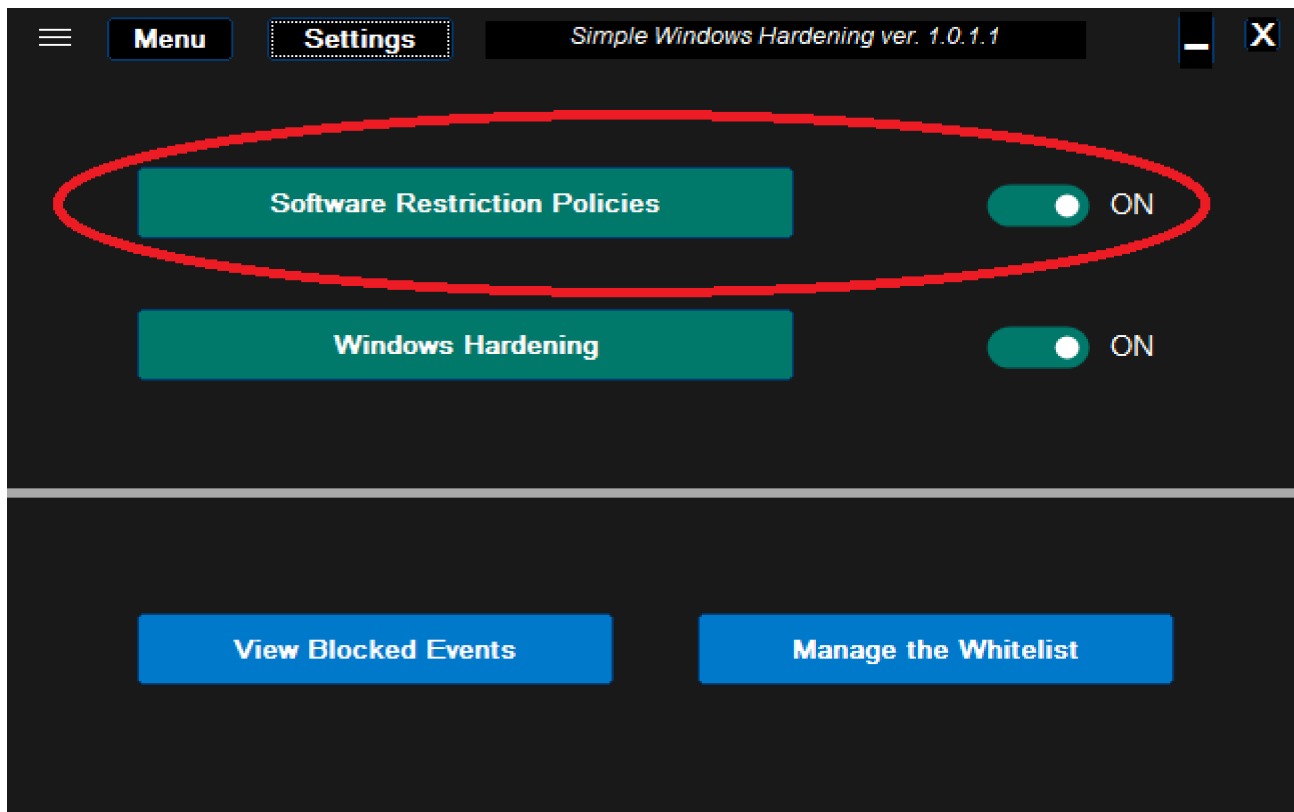 Menu
Settings
Simple Windows Hardening ver. 1.0.1.1
X
Software Restriction Policies
ON
Windows Hardening
ON
View Blocked Events
Manage the Whitelist